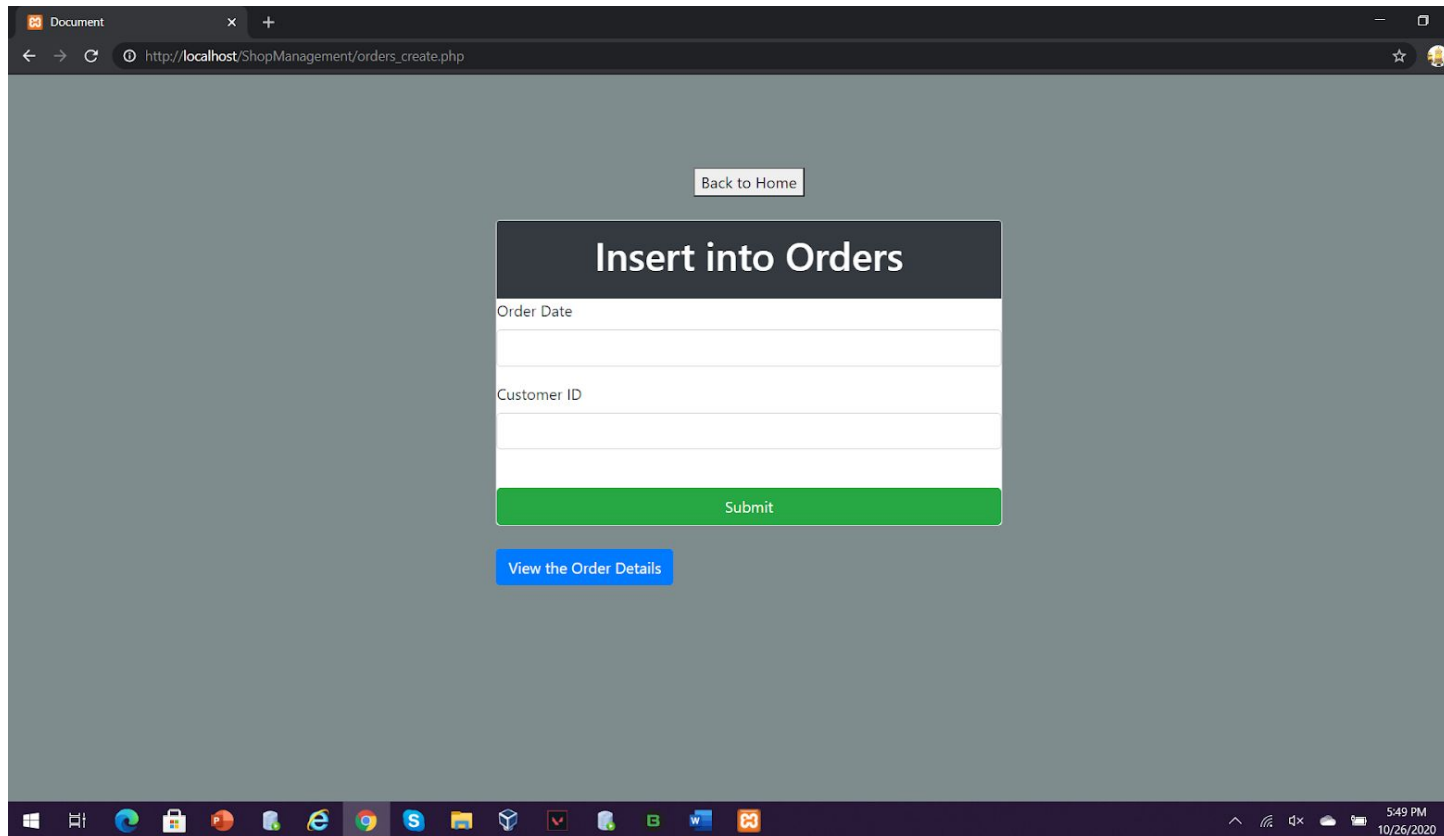 Document
http://localhost/ShopManagement/orders_create.php
Back to Home
Insert into Orders
Order Date
Customer ID
Submit
View the Order Details
5:49 PM
10/26/2020